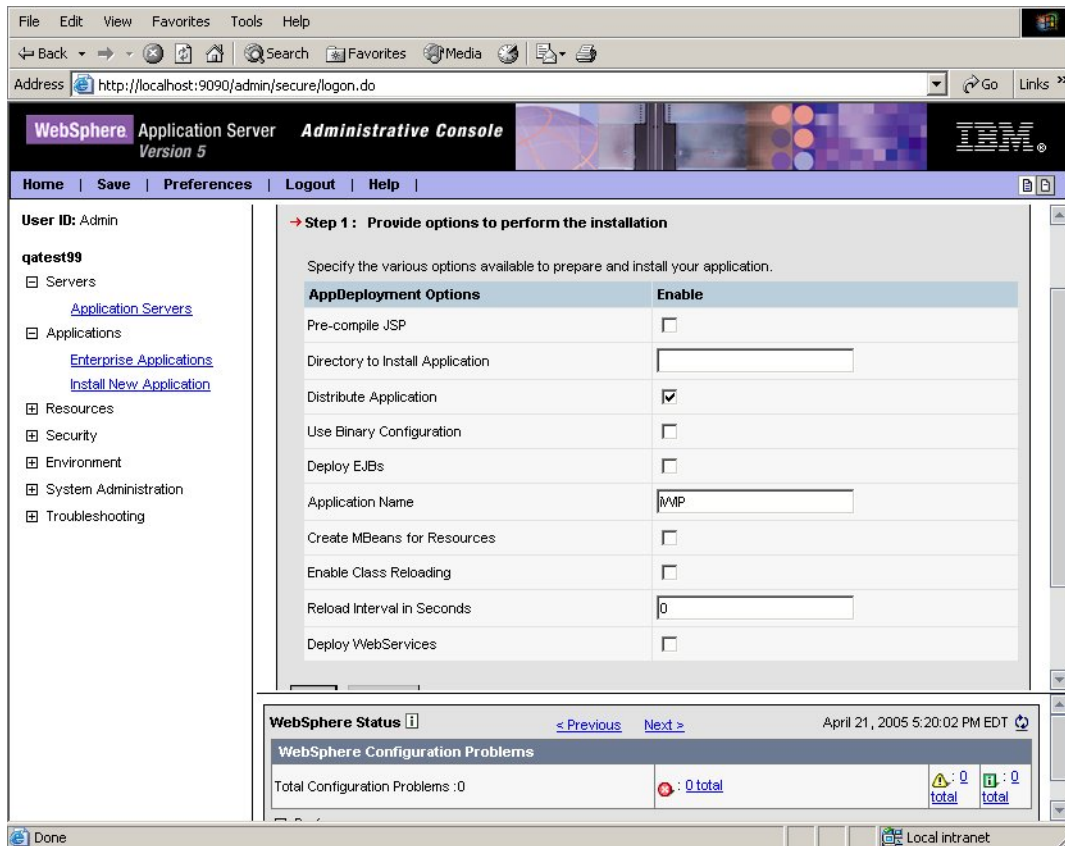 File Edit View Favorites Tools Help
Back Search Favorites Media
Address http://localhost:9090/admin/secure/logon.do Go Links »
WebSphere Application Server Administrative Console
Version 5
IBM®
Home | Save | Preferences | Logout | Help |
User ID: Admin
qatest99
Servers
Application Servers
Applications
Enterprise Applications
Install New Application
Resources
Security
Environment
System Administration
Troubleshooting
Step 1 : Provide options to perform the installation
Specify the various options available to prepare and install your application.
AppDeployment Options Enable
Pre-compile JSP
Directory to Install Application
Distribute Application
Use Binary Configuration
Deploy EJBs
Application Name iWIP
Create MBeans for Resources
Enable Class Reloading
Reload Interval in Seconds 0
Deploy WebServices
WebSphere Status i < Previous Next > April 21, 2005 5:20:02 PM EDT
WebSphere Configuration Problems
Total Configuration Problems :0 : 0 total : 0 total : 0 total
Done Local intranet